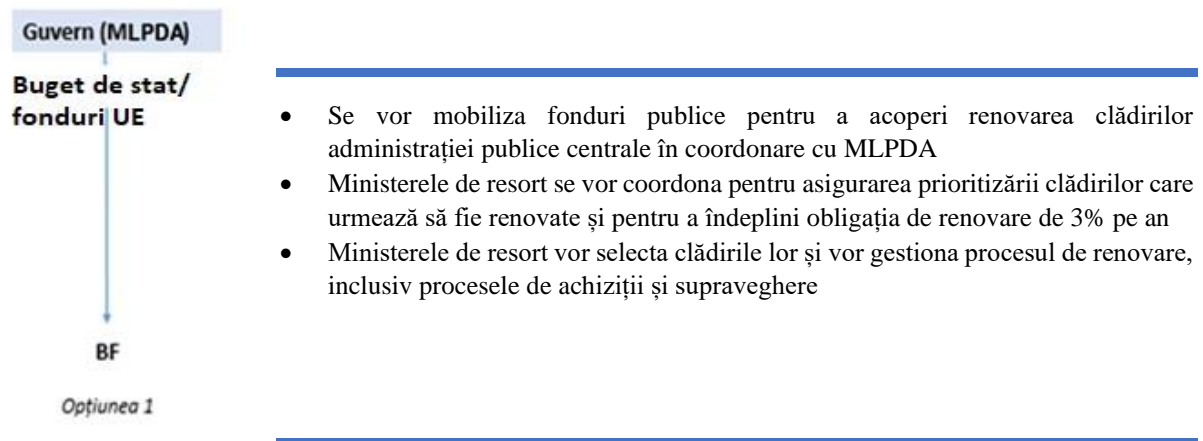 Guvern (MLPDA)
Buget de stat/
fonduri UE
• Se vor mobiliza fonduri publice pentru a acoperi renovarea clădirilor
administrației publice centrale în coordonare cu MLPDA
• Ministerele de resort se vor coordona pentru asigurarea prioritizării clădirilor care
urmează să fie renovate și pentru a îndeplini obligația de renovare de 3% pe an
• Ministerele de resort vor selecta clădirile lor și vor gestiona procesul de renovare,
inclusiv procesele de achiziții și supraveghere
BF
Opțiunea 1